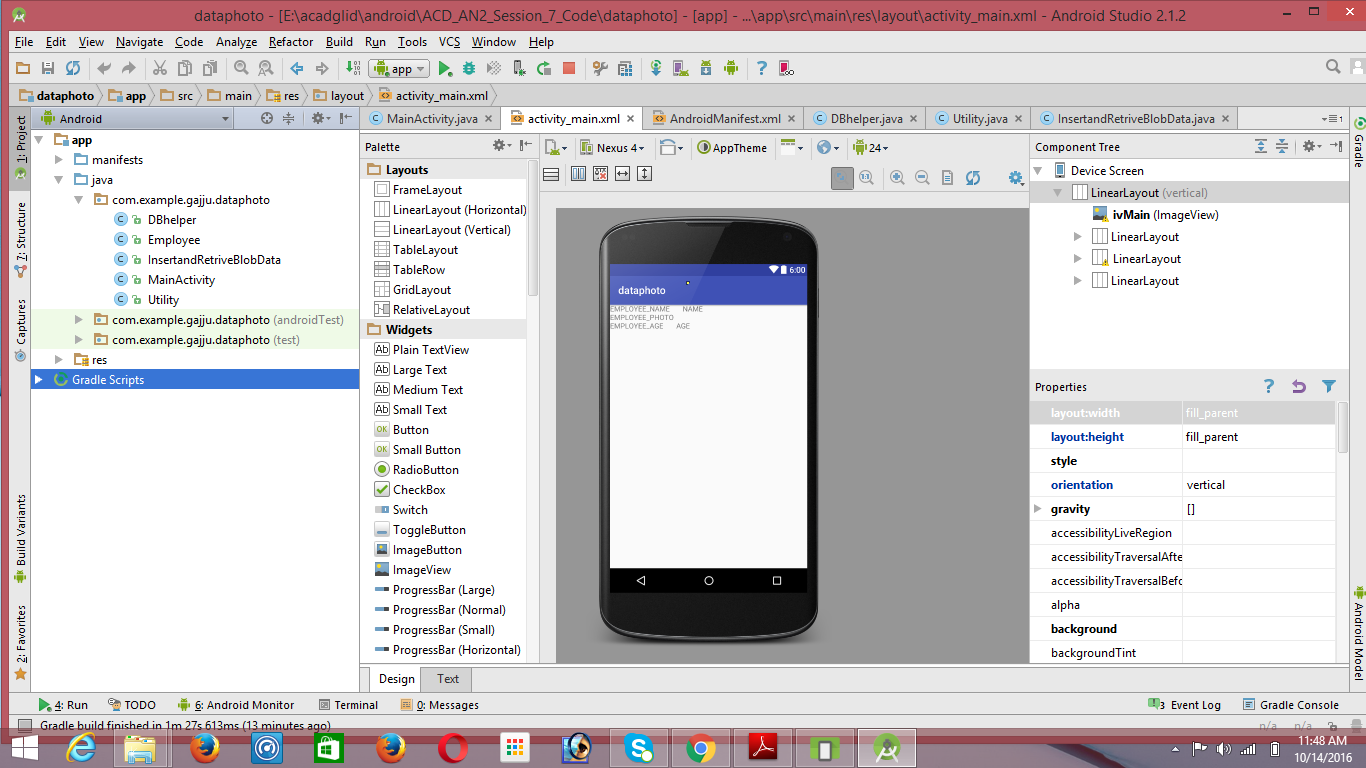 dataphoto - [E:\acadglid\android\ACD_AN2_Session_7_Code\dataphoto] - [app] - ...\app\src\main\res\layout\activity_main.xml - Android Studio 2.1.2
File Edit View Navigate Code Analyze Refactor Build Run Tools VCS Window Help
app
dataphoto app src main res layout activity_main.xml
1: Project
7: Structure
Captures
Build Variants
2: Favorites
Android
app
manifests
java
com.example.gajju.dataphoto
DBhelper
Employee
InsertandRetriveBlobData
MainActivity
Utility
com.example.gajju.dataphoto (androidTest)
com.example.gajju.dataphoto (test)
res
Gradle Scripts
MainActivity.java activity_main.xml AndroidManifest.xml DBhelper.java Utility.java InsertandRetriveBlobData.java
Palette
Layouts
FrameLayout
LinearLayout (Horizontal)
LinearLayout (Vertical)
TableLayout
TableRow
GridLayout
RelativeLayout
Widgets
Plain TextView
Large Text
Medium Text
Small Text
Button
Small Button
RadioButton
CheckBox
Switch
ToggleButton
ImageButton
ImageView
ProgressBar (Large)
ProgressBar (Normal)
ProgressBar (Small)
ProgressBar (Horizontal)
Nexus 4 AppTheme 24
1:1
6:00
dataphoto
EMPLOYEE_NAME NAME
EMPLOYEE_PHOTO
EMPLOYEE_AGE AGE
Design Text
Component Tree
Device Screen
LinearLayout (vertical)
ivMain (ImageView)
LinearLayout
LinearLayout
LinearLayout
Properties
layout:width fill_parent
layout:height fill_parent
style
orientation vertical
gravity []
accessibilityLiveRegion
accessibilityTraversalAfte
accessibilityTraversalBefo
alpha
background
backgroundTint
Gradle
Android Model
4: Run TODO 6: Android Monitor Terminal 0: Messages 3 Event Log Gradle Console
Gradle build finished in 1m 27s 613ms (13 minutes ago) n/a n/a
11:48 AM
10/14/2016